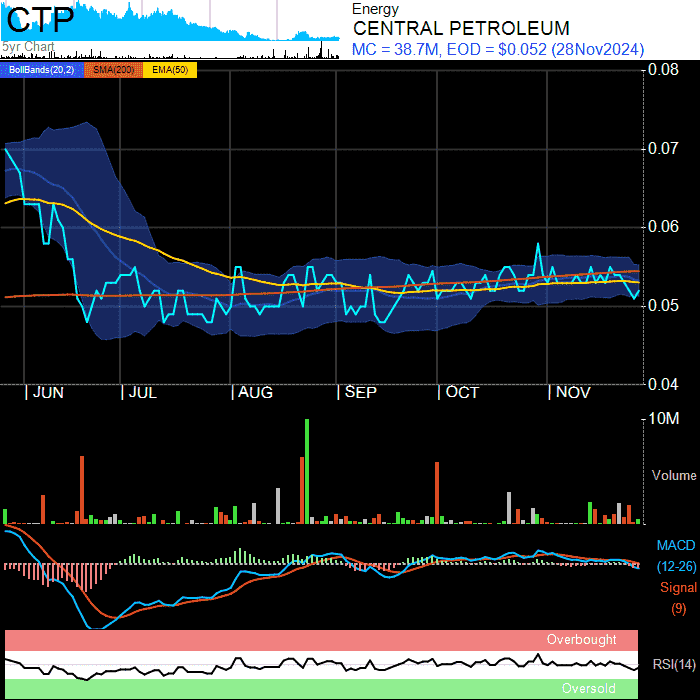 CTP
5yr Chart
Energy
CENTRAL PETROLEUM
MC = 38.7M, EOD = $0.052 (28Nov2024)
BollBands(20,2) SMA(200) EMA(50)
0.08
0.07
0.06
0.05
0.04
JUN JUL AUG SEP OCT NOV
10M
Volume
MACD
(12-26)
Signal
(9)
Overbought
RSI(14)
Oversold